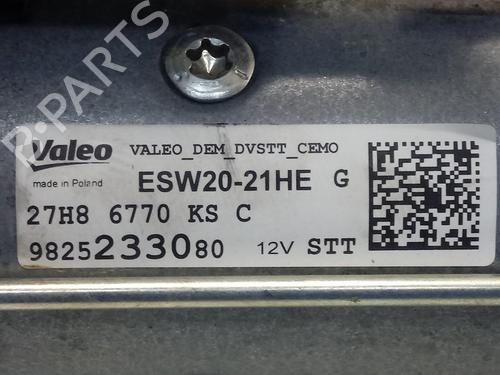 R-PARTS
Valeo VALEO_DEM_DVSTT_CEMO
made in Poland ESW20-21HE G
27H8 6770 KS C
9825233080 12V STT